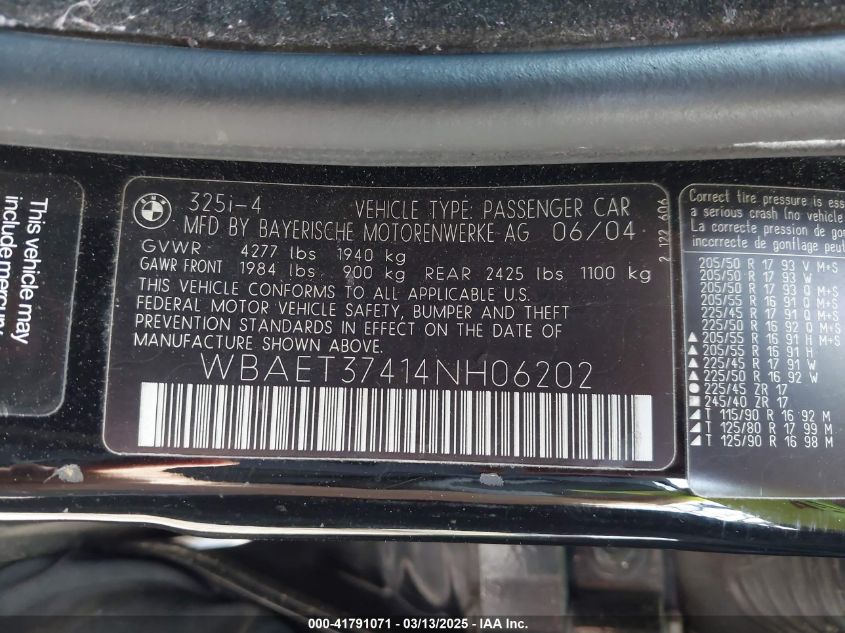 This vehicle may
include mercury
BMW
325i-4 VEHICLE TYPE: PASSENGER CAR
MFD BY BAYERISCHE MOTORENWERKE AG 06/04
GVWR 4277 lbs 1940 kg
GAWR FRONT 1984 lbs 900 kg REAR 2425 lbs 1100 kg
THIS VEHICLE CONFORMS TO ALL APPLICABLE U.S.
FEDERAL MOTOR VEHICLE SAFETY, BUMPER AND THEFT
PREVENTION STANDARDS IN EFFECT ON THE DATE OF
MANUFACTURE SHOWN ABOVE.
WBAET37414NH06202
2 122 606
Correct tire pressure is
a serious crash (no vehicle
La correcte pression de
incorrecte de gonflage peut
205/50 R 17 93 V M+S
205/50 R 17 93 W
205/50 R 17 93 Q M+S
205/55 R 16 91 Q M+S
225/45 R 17 91 Q M+S
225/50 R 16 92 Q M+S
205/55 R 16 91 H M+S
205/55 R 16 91 H
225/45 R 17 91 W
225/50 R 16 92 W
225/45 ZR 17
245/40 ZR 17
T 115/90 R 16 92 M
T 125/80 R 17 99 M
T 125/90 R 16 98 M
000-41791071 - 03/13/2025 - IAA Inc.